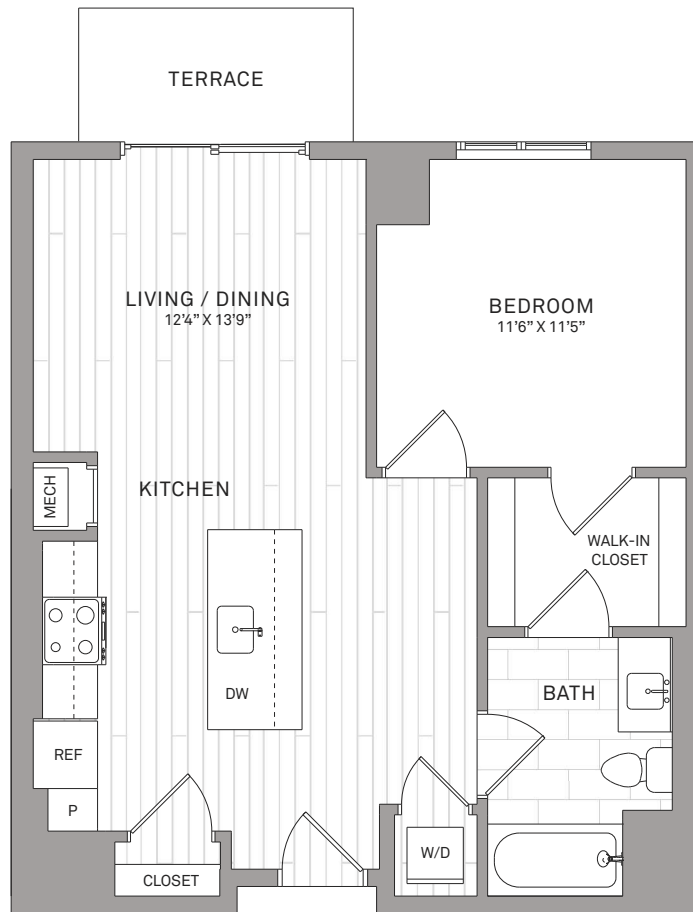 TERRACE
LIVING / DINING
12'4" X 13'9"
BEDROOM
11'6" X 11'5"
MECH
KITCHEN
WALK-IN
CLOSET
DW
BATH
REF
P
W/D
CLOSET